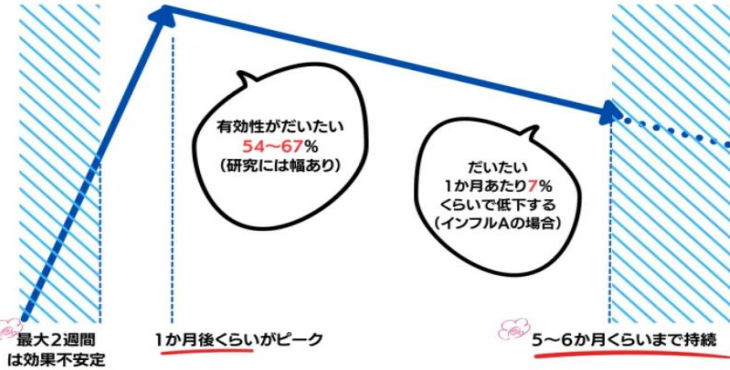 有効性がだいたい
54〜67%
（研究には幅あり）
だいたい
1か月あたり7%
くらいで低下する
（インフルAの場合）
最大２週間
は効果不安定
1か月後くらいがピーク
5〜6か月くらいまで持続